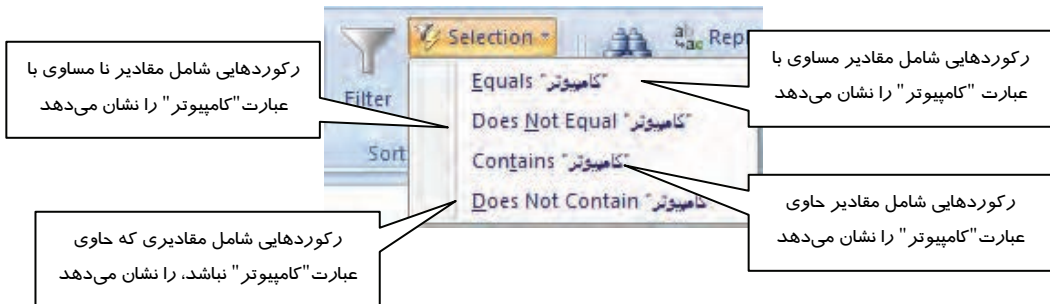 Selection
Repl
Filter
Sort
Equals "کامپیوتر"
Does Not Equal "کامپیوتر"
Contains "کامپیوتر"
Does Not Contain "کامپیوتر
رکوردهایی شامل مقادیر مساوی با
عبارت "کامپیوتر" را نشان می‌دهد
رکوردهایی شامل مقادیر نا مساوی با
عبارت"کامپیوتر" را نشان می‌دهد
رکوردهایی شامل مقادیر حاوی
عبارت"کامپیوتر" را نشان می‌دهد
رکوردهایی شامل مقادیری که حاوی
عبارت"کامپیوتر" نباشد، را نشان می‌دهد